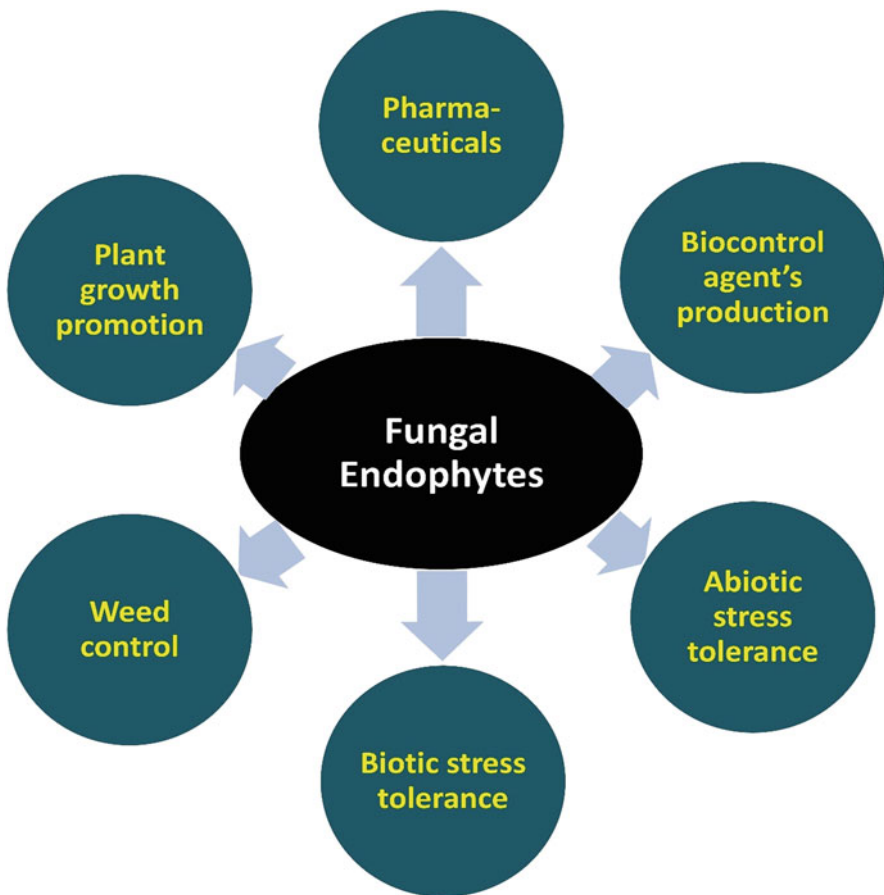 Pharma-
ceuticals
Biocontrol
agent's
production
Plant
growth
promotion
Fungal
Endophytes
Abiotic
stress
tolerance
Weed
control
Biotic stress
tolerance